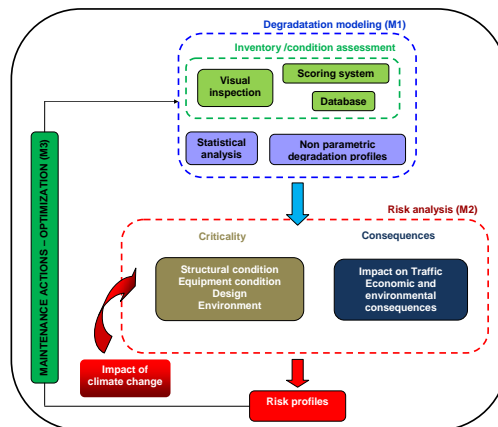 Degradatation modeling (M1)
Inventory /condition assessment
Visual
inspection
Scoring system
Database
Statistical
analysis
Non parametric
degradation profiles
MAINTENANCE ACTIONS – OPTIMIZATION (M3)
Risk analysis (M2)
Criticality
Consequences
Structural condition
Equipment condition
Design
Environment
Impact on Traffic
Economic and
environmental
consequences
Impact of
climate change
Risk profiles